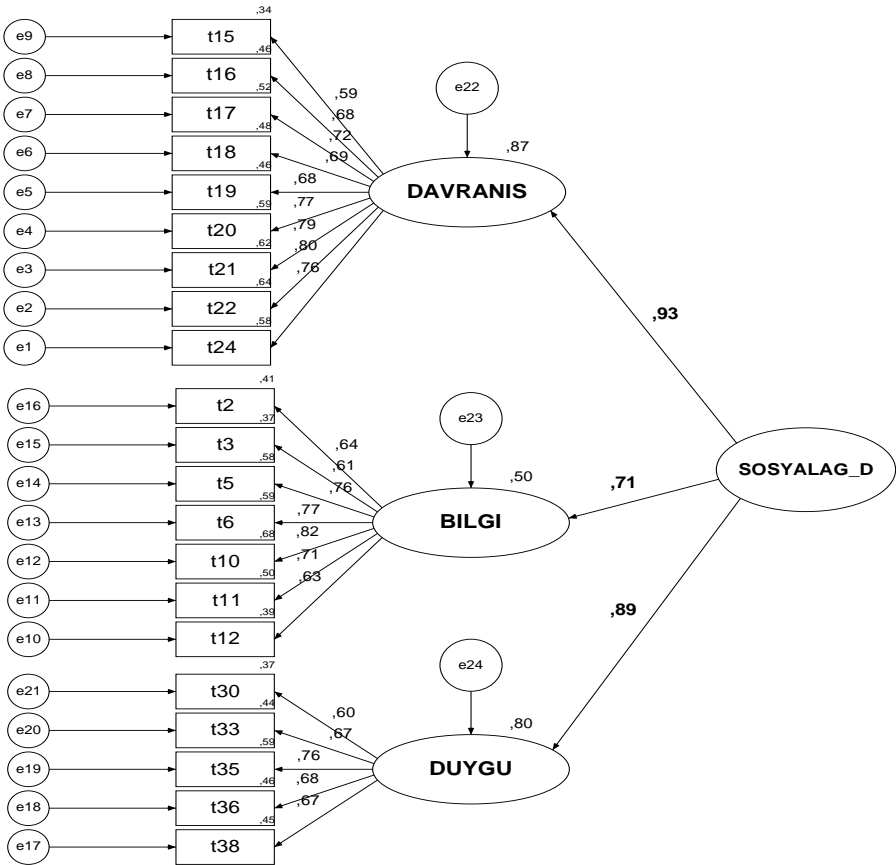 ,34
e9 t15
,46
e8 t16
,52
e7 t17
,48
e6 t18
,46
e5 t19
,59
e4 t20
,62
e3 t21
,64
e2 t22
,58
e1 t24
,59
,68
,72
,69
,68
,77
,79
,80
,76
e22
,87
DAVRANIS
,93
,41
e16 t2
,37
e15 t3
,58
e14 t5
,59
e13 t6
,68
e12 t10
,50
e11 t11
,39
e10 t12
,64
,61
,76
,77
,82
,71
,63
e23
,50
BILGI
,71
SOSYALAG_D
,37
e21 t30
,44
e20 t33
,59
e19 t35
,46
e18 t36
,45
e17 t38
,60
,67
,76
,68
,67
e24
,80
DUYGU
,89